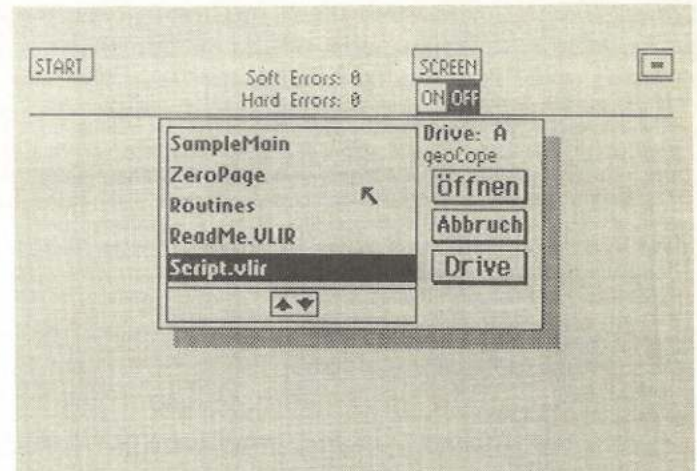 START
Soft Errors: 0
Hard Errors: 0
SCREEN
ON OFF
SampleMain
ZeroPage
Routines
ReadMe.VLIR
Script.vlir
Drive: A
geoCope
Öffnen
Abbruch
Drive